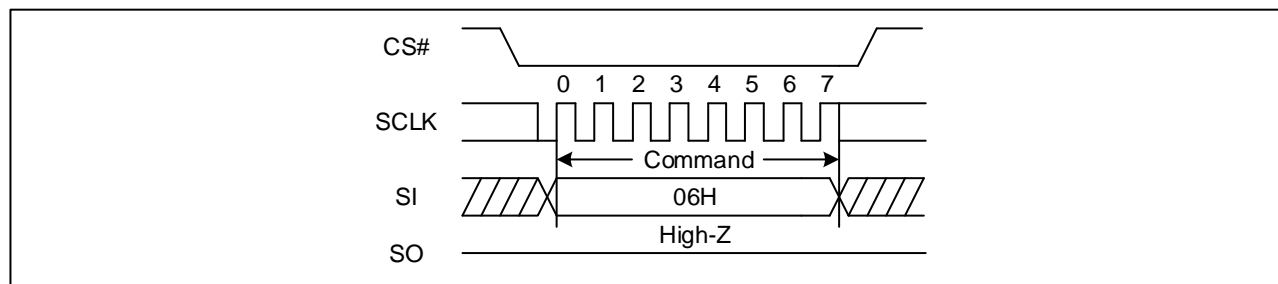 CS#
0 1 2 3 4 5 6 7
SCLK
Command
SI
06H
High-Z
SO